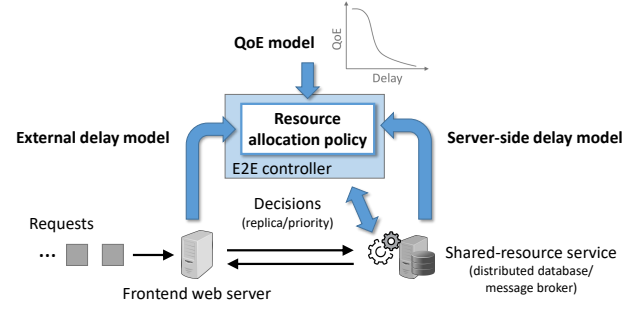 QoE model
QoE
Delay
External delay model
Resource
allocation policy
Server-side delay model
E2E controller
Decisions
(replica/priority)
Requests
...
Frontend web server
Shared-resource service
(distributed database/
message broker)